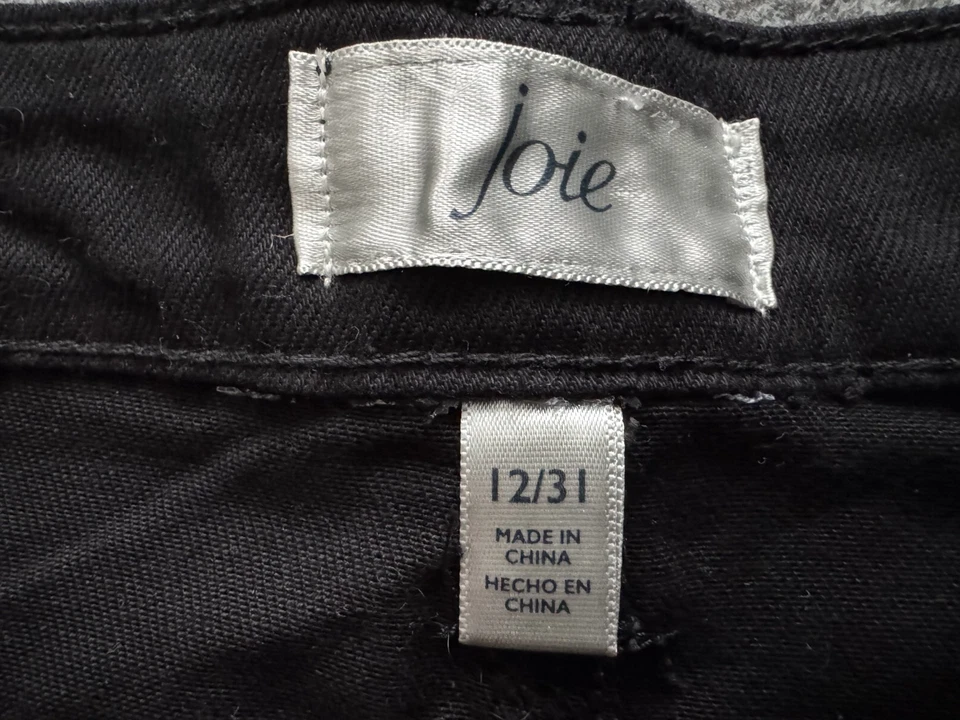 joie
12/31
MADE IN
CHINA
HECHO EN
CHINA